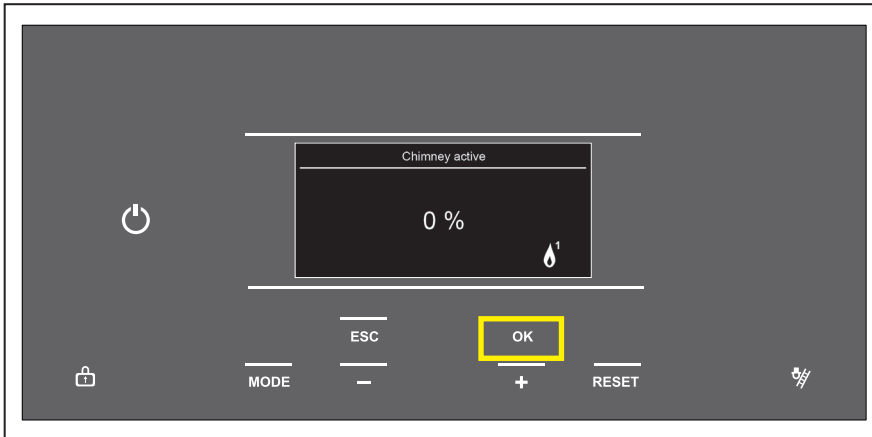 Chimney active
0 %
1
ESC OK
MODE – + RESET